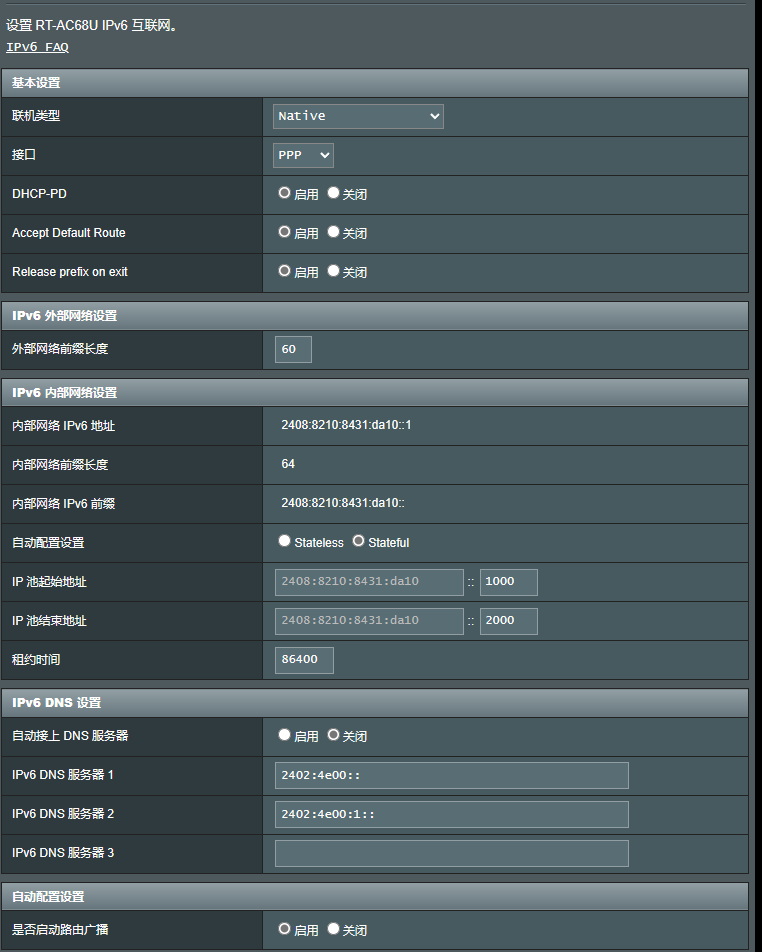 设置 RT-AC68U IPv6 互联网。
IPv6 FAQ
基本设置
联机类型 Native
接口 PPP
DHCP-PD 启用 关闭
Accept Default Route 启用 关闭
Release prefix on exit 启用 关闭
IPv6 外部网络设置
外部网络前缀长度 60
IPv6 内部网络设置
内部网络 IPv6 地址 2408:8210:8431:da10::1
内部网络前缀长度 64
内部网络 IPv6 前缀 2408:8210:8431:da10::
自动配置设置 Stateless Stateful
IP 池起始地址 2408:8210:8431:da10 :: 1000
IP 池结束地址 2408:8210:8431:da10 :: 2000
租约时间 86400
IPv6 DNS 设置
自动接上 DNS 服务器 启用 关闭
IPv6 DNS 服务器 1 2402:4e00::
IPv6 DNS 服务器 2 2402:4e00:1::
IPv6 DNS 服务器 3
自动配置设置
是否启动路由广播 启用 关闭